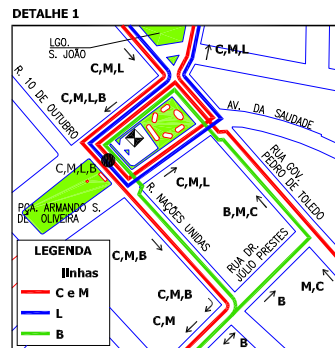 DETALHE 1
LGO.
S. JOÃO
C,M,L
C,M,L
R. 10 DE OUTUBRO
C,M,L,B
AV. DA SAUDADE
RUA GOV.
PEDRO DE TOLEDO
C,M,L,B
C,M,L
R. NAÇÕES UNIDAS
B,M,C
PÇA. ARMANDO S.
DE OLIVEIRA
RUA DR.
JÚLIO PRESTES
C,M,B
LEGENDA
lInhas
C e M
L
B
C,M,B
C,M
M,C
B
B